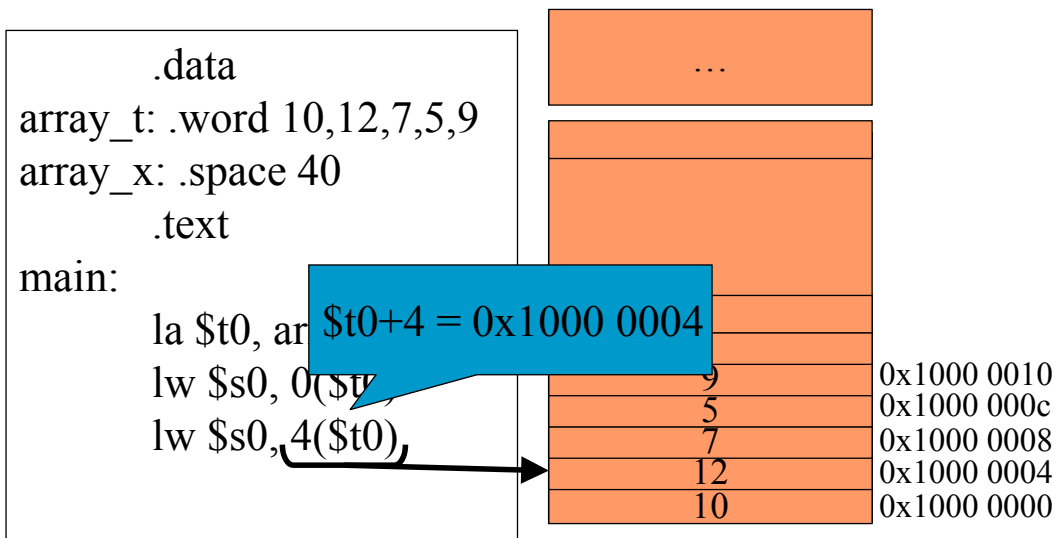 .data
array_t: .word 10,12,7,5,9
array_x: .space 40
.text
main:
la $t0, ar
lw $s0, 0($t0
lw $s0, 4($t0)
$t0+4 = 0x1000 0004
…
9 0x1000 0010
5 0x1000 000c
7 0x1000 0008
12 0x1000 0004
10 0x1000 0000